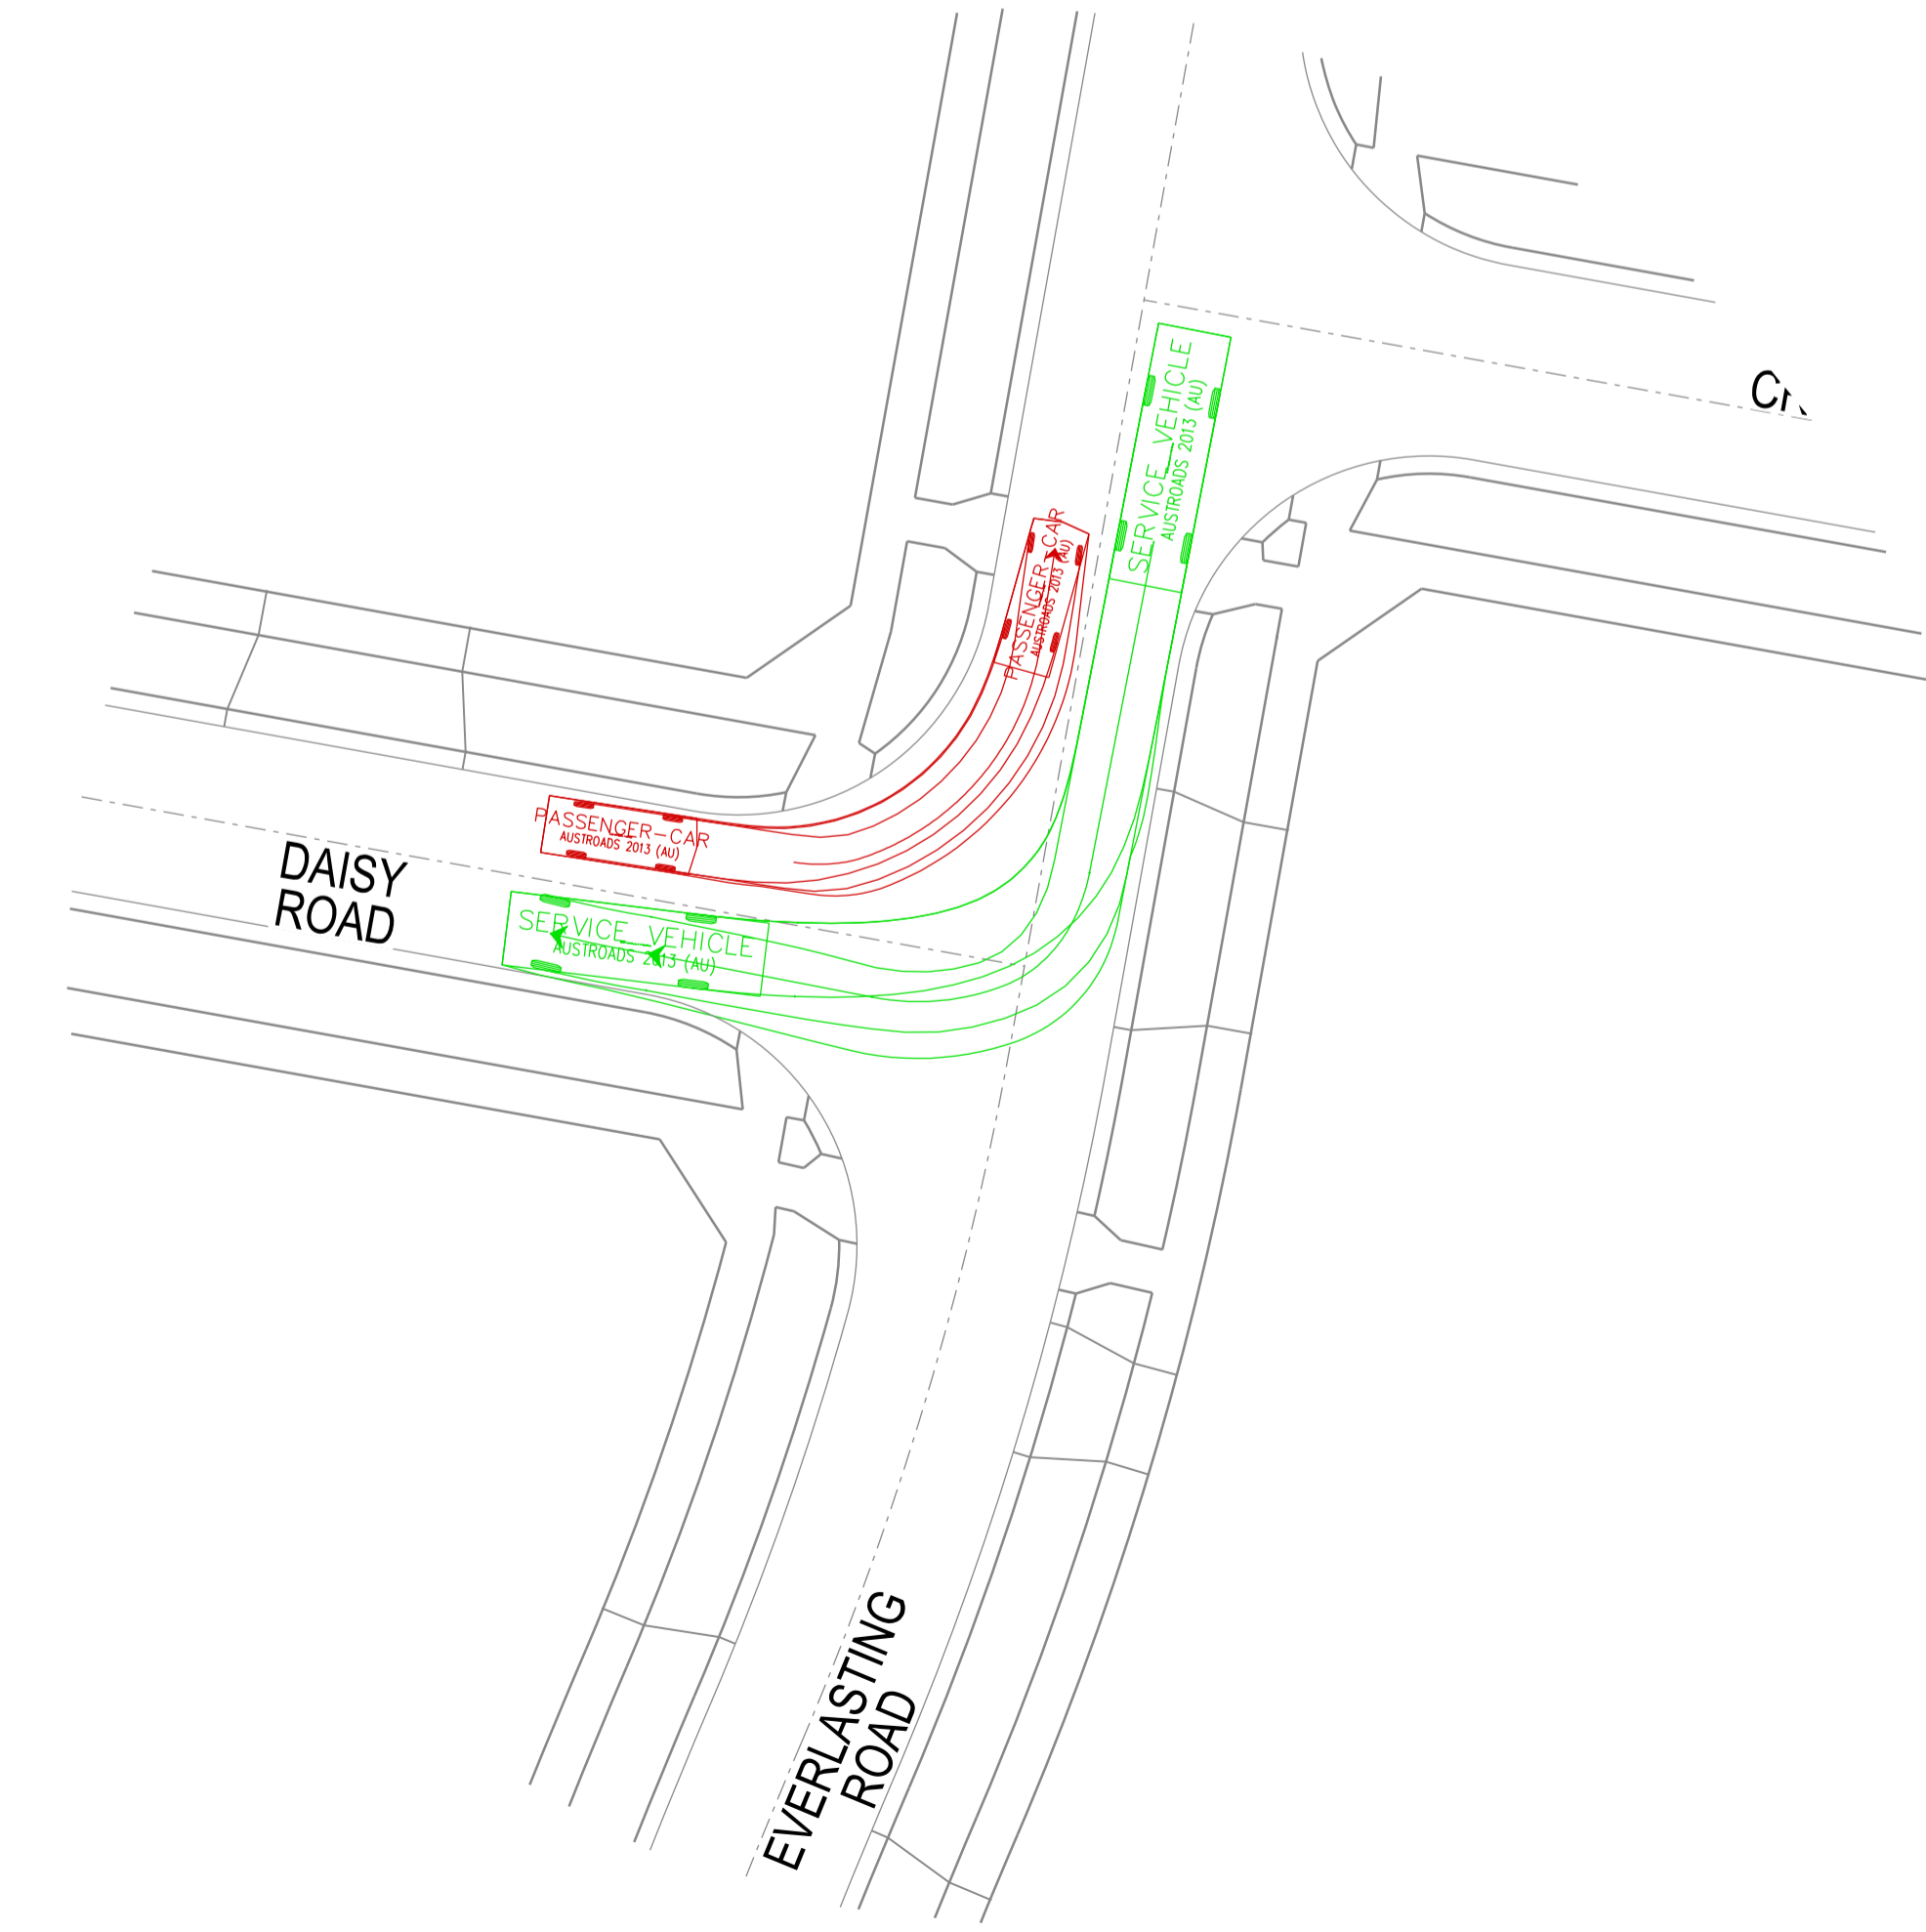 SERVICE VEHICLE
AUSTROADS 2013 (AU)
PASSENGER-CAR
AUSTROADS 2013 (AU)
PASSENGER-CAR
AUSTROADS 2013 (AU)
DAISY
ROAD
SERVICE VEHICLE
AUSTROADS 2013 (AU)
EVERLASTING
ROAD